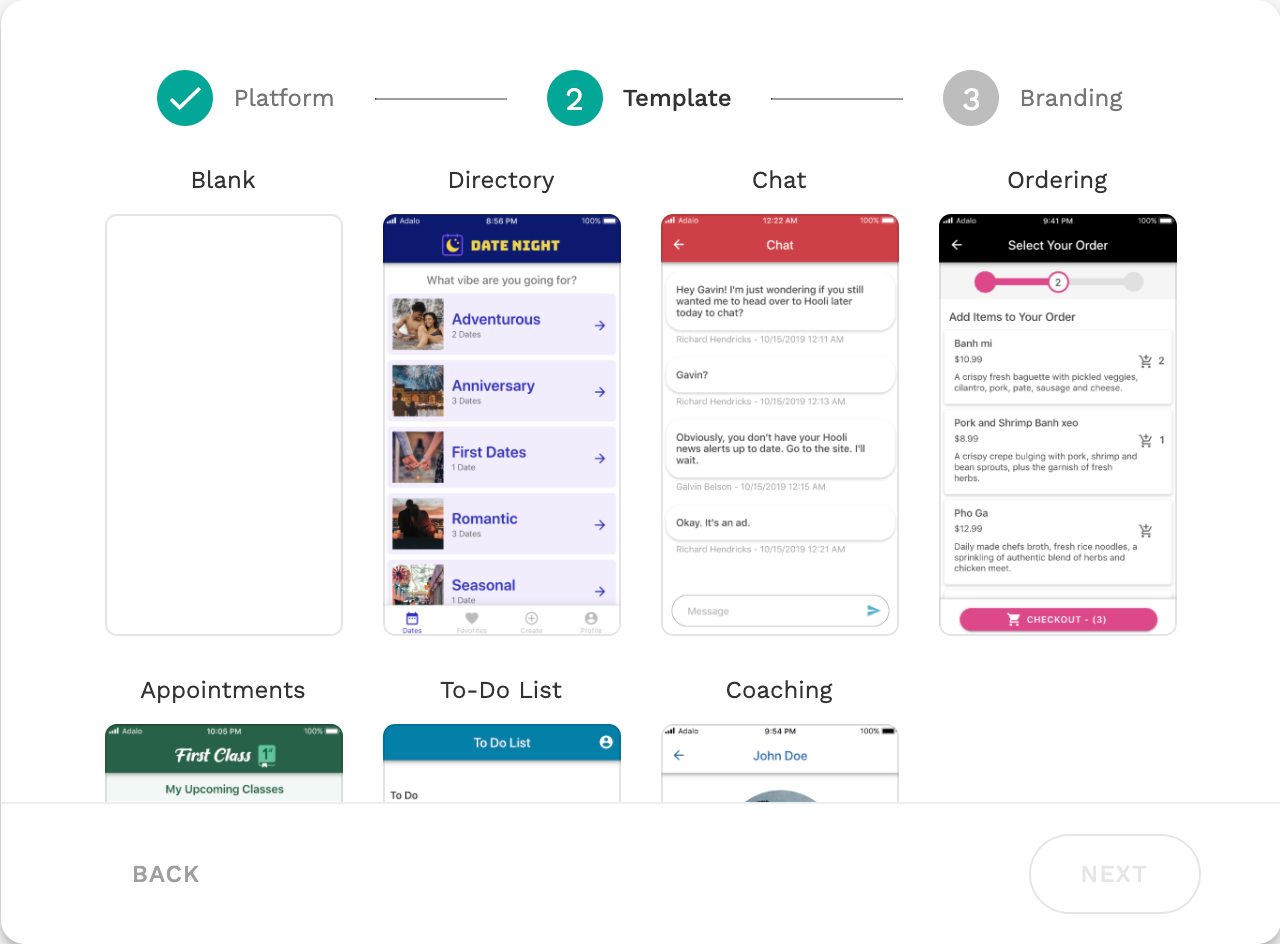 Platform
2
Template
3
Branding
Blank
Directory
Chat
Ordering
Adalo
8:56 PM
100%
DATE NIGHT
What vibe are you going for?
Adventurous
2 Dates
Anniversary
3 Dates
First Dates
1 Date
Romantic
3 Dates
Seasonal
1 Date
Dates
Favorites
Create
Profile
Adalo
12:22 AM
100%
Chat
Hey Gavin! I'm just wondering if you still
wanted me to head over to Hooli later
today to chat?
Richard Hendricks - 10/15/2019 12:11 AM
Gavin?
Richard Hendricks - 10/15/2019 12:13 AM
Obviously, you don't have your Hooli
news alerts up to date. Go to the site. I'll
wait.
Galvin Belson - 10/15/2019 12:15 AM
Okay. It's an ad.
Richard Hendricks - 10/15/2019 12:21 AM
Message
Adalo
9:41 PM
100%
Select Your Order
2
Add Items to Your Order
Banh mi
$10.99
2
A crispy fresh baguette with pickled veggies,
cilantro, pork, pate, sausage and cheese.
Pork and Shrimp Banh xeo
$8.99
1
A crispy crepe bulging with pork, shrimp and
bean sprouts, plus the garnish of fresh
herbs.
Pho Ga
$12.99
Daily made chefs broth, fresh rice noodles, a
sprinkling of authentic blend of herbs and
chicken meet.
CHECKOUT - (3)
Appointments
To-Do List
Coaching
Adalo
10:05 PM
100%
First Class
1st
My Upcoming Classes
To Do List
To Do
Adalo
9:54 PM
100%
John Doe
BACK
NEXT